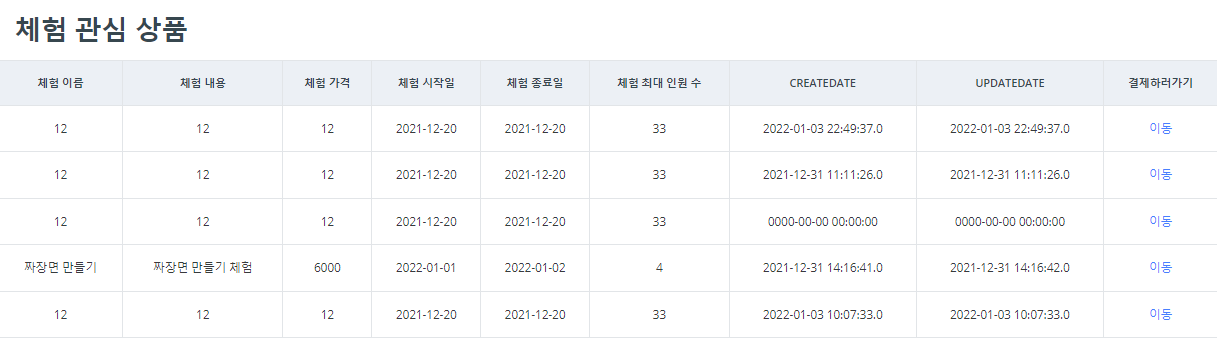 체험 관심 상품
체험 이름 체험 내용 체험 가격 체험 시작일 체험 종료일 체험 최대 인원 수 CREATEDATE UPDATEDATE 결제하러가기
12 12 12 2021-12-20 2021-12-20 33 2022-01-03 22:49:37.0 2022-01-03 22:49:37.0 이동
12 12 12 2021-12-20 2021-12-20 33 2021-12-31 11:11:26.0 2021-12-31 11:11:26.0 이동
12 12 12 2021-12-20 2021-12-20 33 0000-00-00 00:00:00 0000-00-00 00:00:00 이동
짜장면 만들기 짜장면 만들기 체험 6000 2022-01-01 2022-01-02 4 2021-12-31 14:16:41.0 2021-12-31 14:16:42.0 이동
12 12 12 2021-12-20 2021-12-20 33 2022-01-03 10:07:33.0 2022-01-03 10:07:33.0 이동